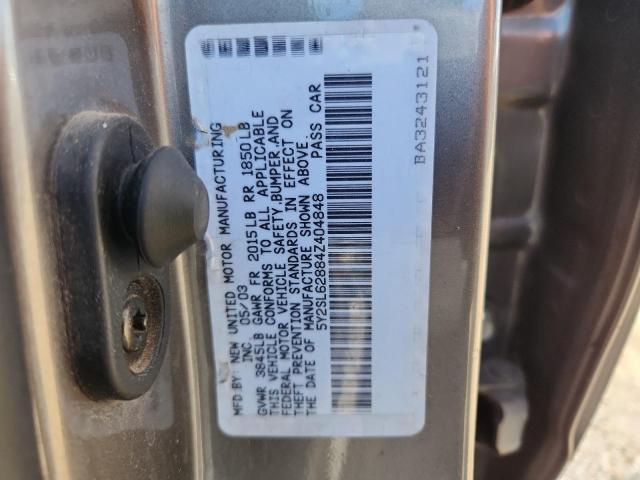 MFD BY: NEW UNITED MOTOR MANUFACTURING
INC 05/03
GVWR 3845LB GAWR FR 2015LB RR 1850LB
THIS VEHICLE CONFORMS TO ALL APPLICABLE
FEDERAL MOTOR VEHICLE SAFETY,BUMPER,AND
THEFT PREVENTION STANDARDS IN EFFECT ON
THE DATE OF MANUFACTURE SHOWN ABOVE.
5Y2SL62884Z404848 PASS CAR
BA3243121